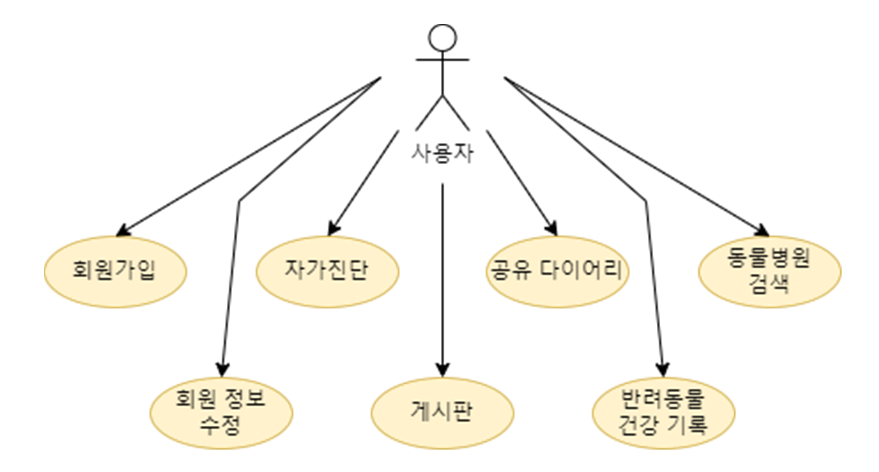 사용자
회원가입
자가진단
공유 다이어리
동물병원
검색
회원 정보
수정
게시판
반려동물
건강 기록